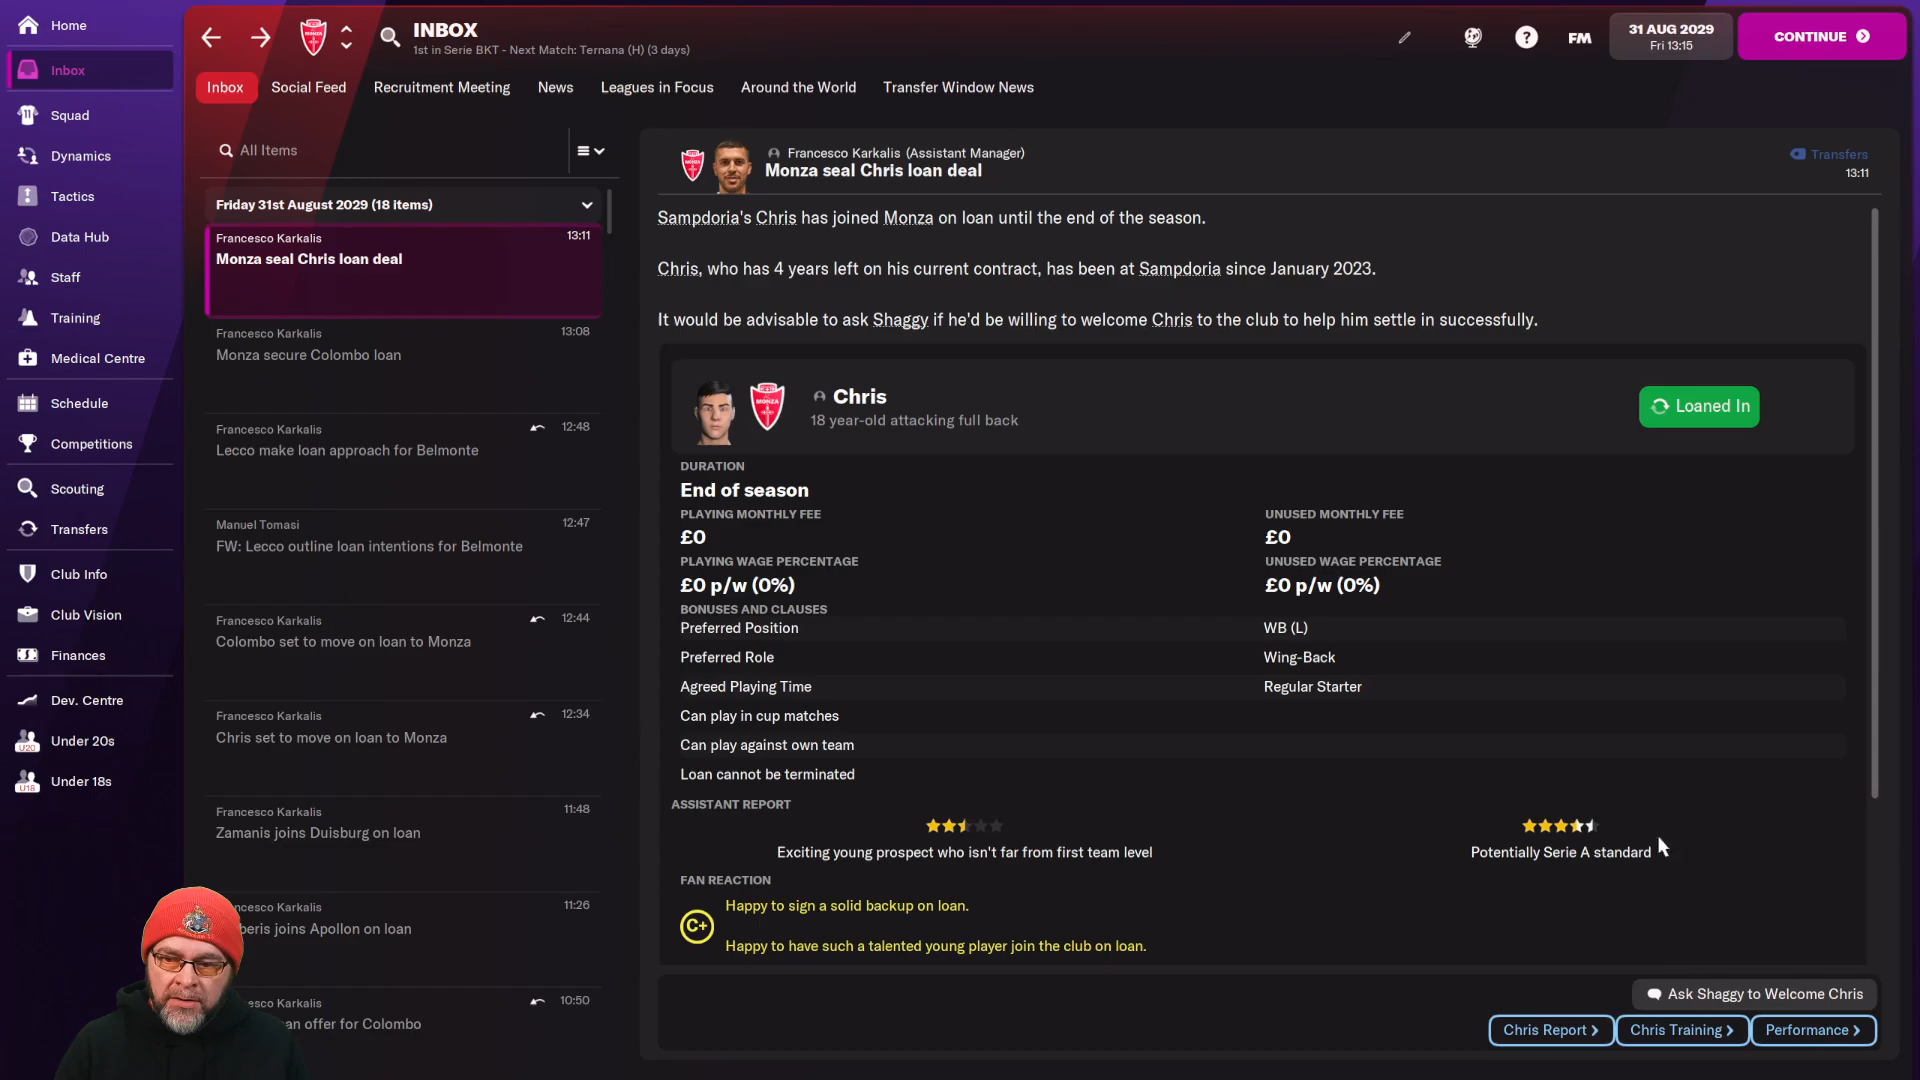 Home
Inbox
Squad
Dynamics
Tactics
Data Hub
Staff
Training
Medical Centre
Schedule
Competitions
Scouting
Transfers
Club Info
Club Vision
Finances
Dev. Centre
U20 Under 20s
U18 Under 18s
INBOX
1st in Serie BKT - Next Match: Ternana (H) (3 days)
?
FM
31 AUG 2029
Fri 13:15
CONTINUE
Inbox Social Feed Recruitment Meeting News Leagues in Focus Around the World Transfer Window News
All Items
Friday 31st August 2029 (18 items)
Francesco Karkalis 13:11
Monza seal Chris loan deal
Francesco Karkalis 13:08
Monza secure Colombo loan
Francesco Karkalis 12:48
Lecco make loan approach for Belmonte
Manuel Tomasi 12:47
FW: Lecco outline loan intentions for Belmonte
Francesco Karkalis 12:44
Colombo set to move on loan to Monza
Francesco Karkalis 12:34
Chris set to move on loan to Monza
Francesco Karkalis 11:48
Zamanis joins Duisburg on loan
esco Karkalis 11:26
beris joins Apollon on loan
esco Karkalis 10:50
an offer for Colombo
Francesco Karkalis (Assistant Manager)
Monza seal Chris loan deal
Transfers
13:11
Sampdoria's Chris has joined Monza on loan until the end of the season.
Chris, who has 4 years left on his current contract, has been at Sampdoria since January 2023.
It would be advisable to ask Shaggy if he'd be willing to welcome Chris to the club to help him settle in successfully.
MONZA
Chris
18 year-old attacking full back
Loaned In
DURATION
End of season
PLAYING MONTHLY FEE UNUSED MONTHLY FEE
£0 £0
PLAYING WAGE PERCENTAGE UNUSED WAGE PERCENTAGE
£0 p/w (0%) £0 p/w (0%)
BONUSES AND CLAUSES
Preferred Position WB (L)
Preferred Role Wing-Back
Agreed Playing Time Regular Starter
Can play in cup matches
Can play against own team
Loan cannot be terminated
ASSISTANT REPORT
Exciting young prospect who isn't far from first team level Potentially Serie A standard
FAN REACTION
C+
Happy to sign a solid backup on loan.
Happy to have such a talented young player join the club on loan.
Ask Shaggy to Welcome Chris
Chris Report Chris Training Performance